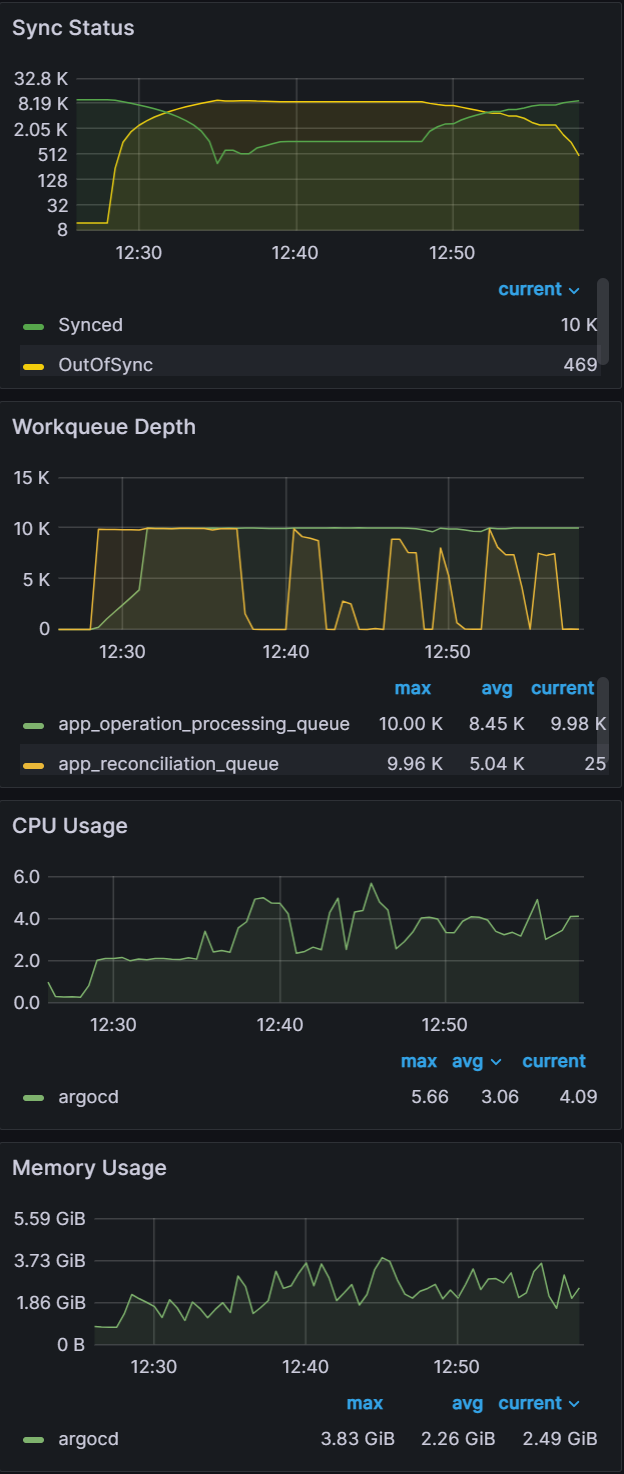 Sync Status
32.8 K
8.19 K
2.05 K
512
128
32
8
12:30 12:40 12:50
current
Synced 10 K
OutOfSync 469
Workqueue Depth
15 K
10 K
5 K
0
12:30 12:40 12:50
max avg current
app_operation_processing_queue 10.00 K 8.45 K 9.98 K
app_reconciliation_queue 9.96 K 5.04 K 25
CPU Usage
6.0
4.0
2.0
0.0
12:30 12:40 12:50
max avg current
argocd 5.66 3.06 4.09
Memory Usage
5.59 GiB
3.73 GiB
1.86 GiB
0 B
12:30 12:40 12:50
max avg current
argocd 3.83 GiB 2.26 GiB 2.49 GiB